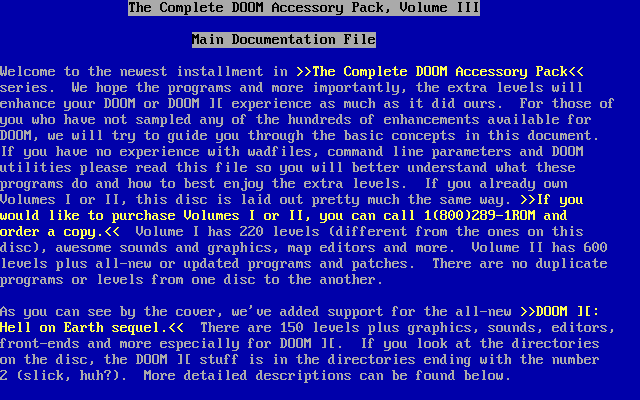 The Complete DOOM Accessory Pack, Volume III
Main Documentation File
Welcome to the newest installment in >>The Complete DOOM Accessory Pack<<
series.  We hope the programs and more importantly, the extra levels will
enhance your DOOM or DOOM ][ experience as much as it did ours.  For those of
you who have not sampled any of the hundreds of enhancements available for
DOOM, we will try to guide you through the basic concepts in this document.
If you have no experience with wadfiles, command line parameters and DOOM
utilities please read this file so you will better understand what these
programs do and how to best enjoy the extra levels.  If you already own
Volumes I or II, this disc is laid out pretty much the same way. >>If you
would like to purchase Volumes I or II, you can call 1(800)289-1ROM and
order a copy.<<  Volume I has 220 levels (different from the ones on this
disc), awesome sounds and graphics, map editors and more.  Volume II has 600
levels plus all-new or updated programs and patches.  There are no duplicate
programs or levels from one disc to the another.
As you can see by the cover, we've added support for the all-new >>DOOM ][:
Hell on Earth sequel.<<  There are 150 levels plus graphics, sounds, editors,
front-ends and more especially for DOOM ][.  If you look at the directories
on the disc, the DOOM ][ stuff is in the directories ending with the number
2 (slick, huh?).  More detailed descriptions can be found below.